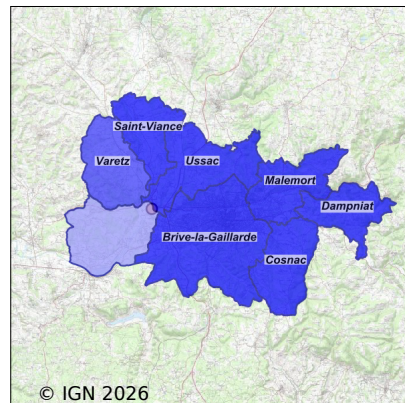 Saint-Viance
Varetz
Ussac
Malemort
Dampniat
Brive-la-Gaillarde
Cosnac
© IGN 2026